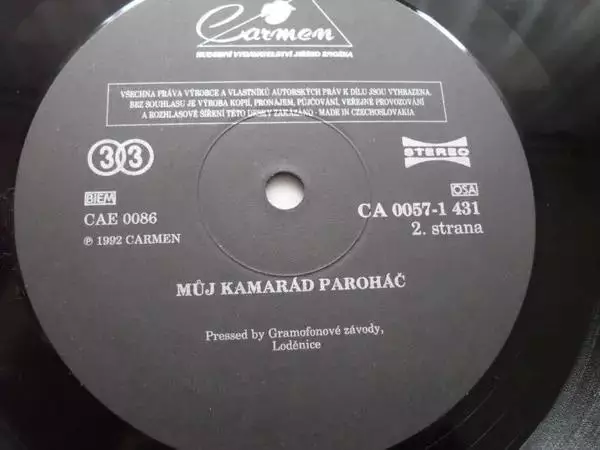 Carmen
HUDEBNÍ VYDAVATELSTVÍ JIŘÍHO SMOŽKA
VŠECHNA PRÁVA VÝROBCE A VLASTNÍKŮ AUTORSKÝCH PRÁV K DÍLU JSOU VYHRAZENA.
BEZ SOUHLASU JE VÝROBA KOPIÍ, PRONÁJEM, PŮJČOVÁNÍ, VEŘEJNÉ PROVOZOVÁNÍ
A ROZHLASOVÉ ŠÍŘENÍ TÉTO DESKY ZAKÁZÁNO - MADE IN CZECHOSLOVAKIA
33
STEREO
BIEM
OSA
CAE 0086
CA 0057-1 431
℗ 1992 CARMEN
2. strana
MŮJ KAMARÁD PAROHÁČ
Pressed by Gramofonové závody,
Loděnice